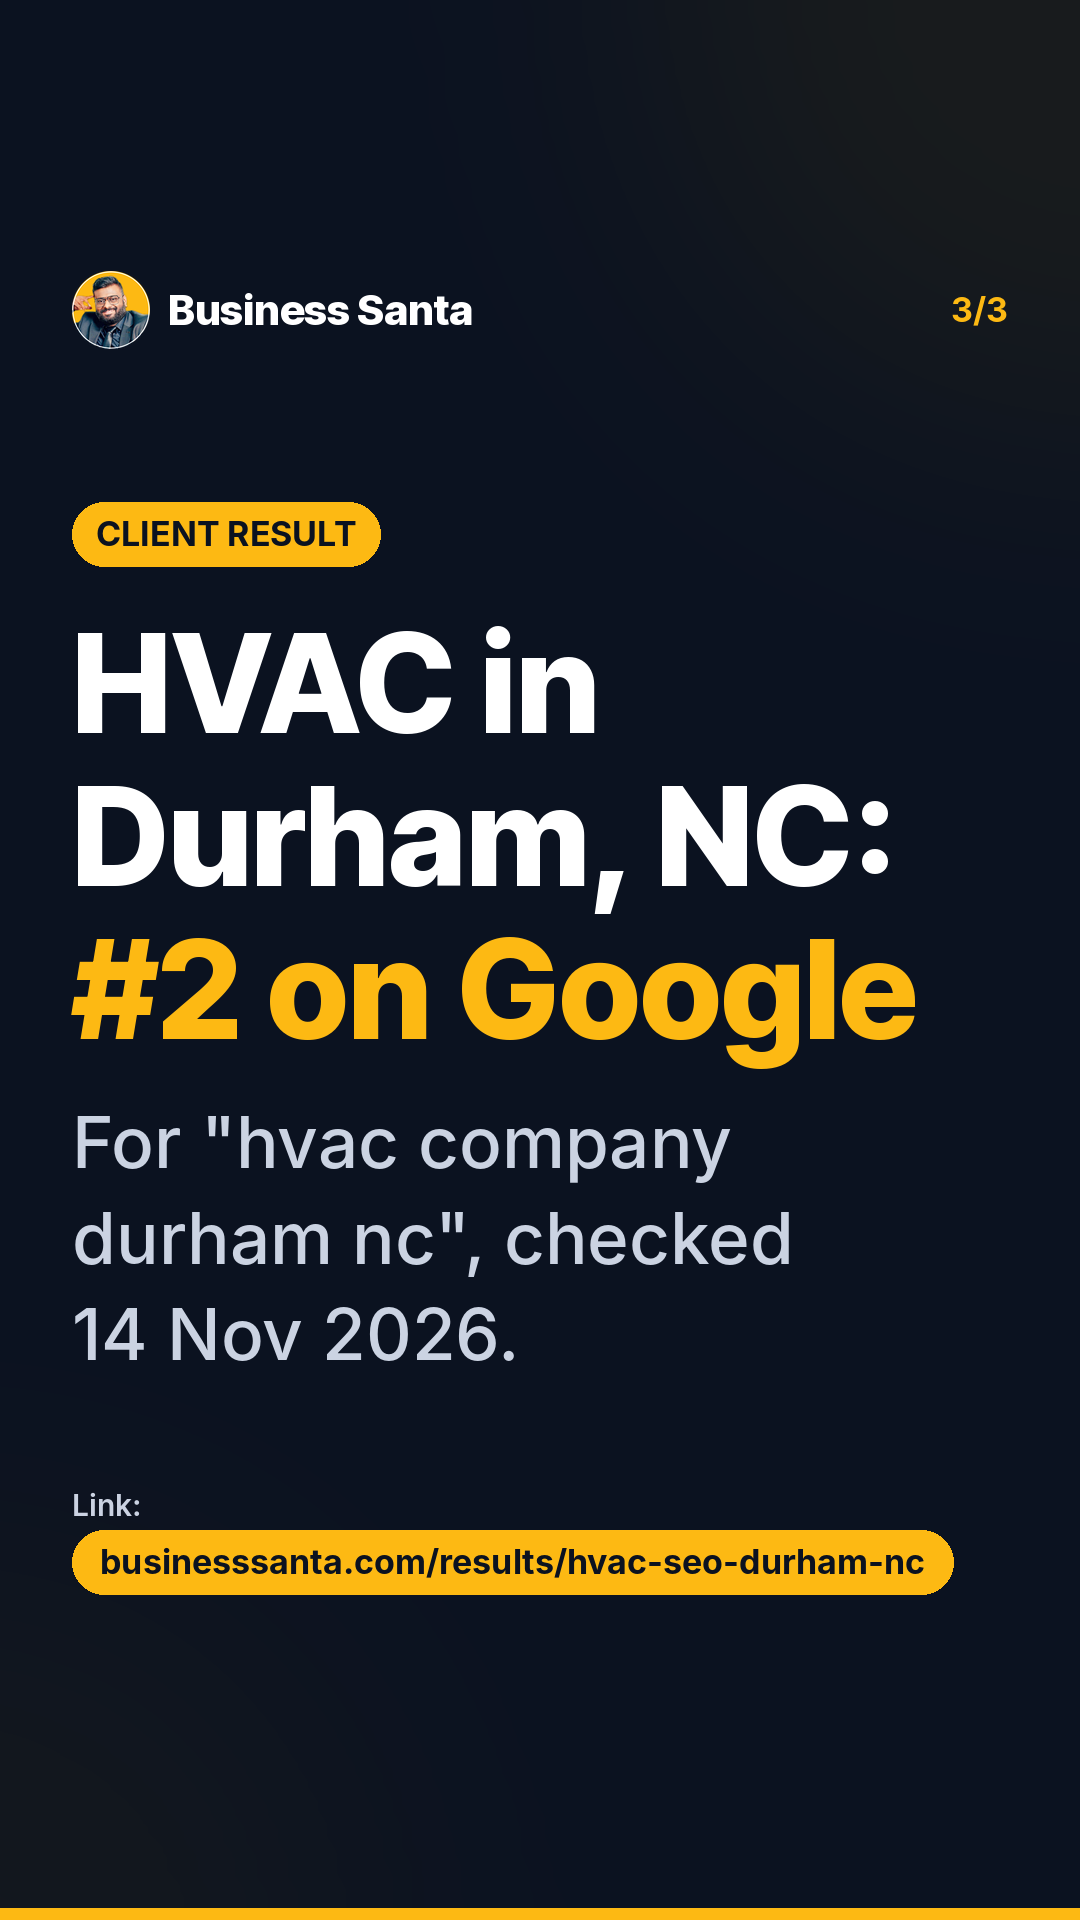 Business Santa
3/3
CLIENT RESULT
HVAC in
Durham, NC:
#2 on Google
For "hvac company
durham nc", checked
14 Nov 2026.
Link:
businesssanta.com/results/hvac-seo-durham-nc